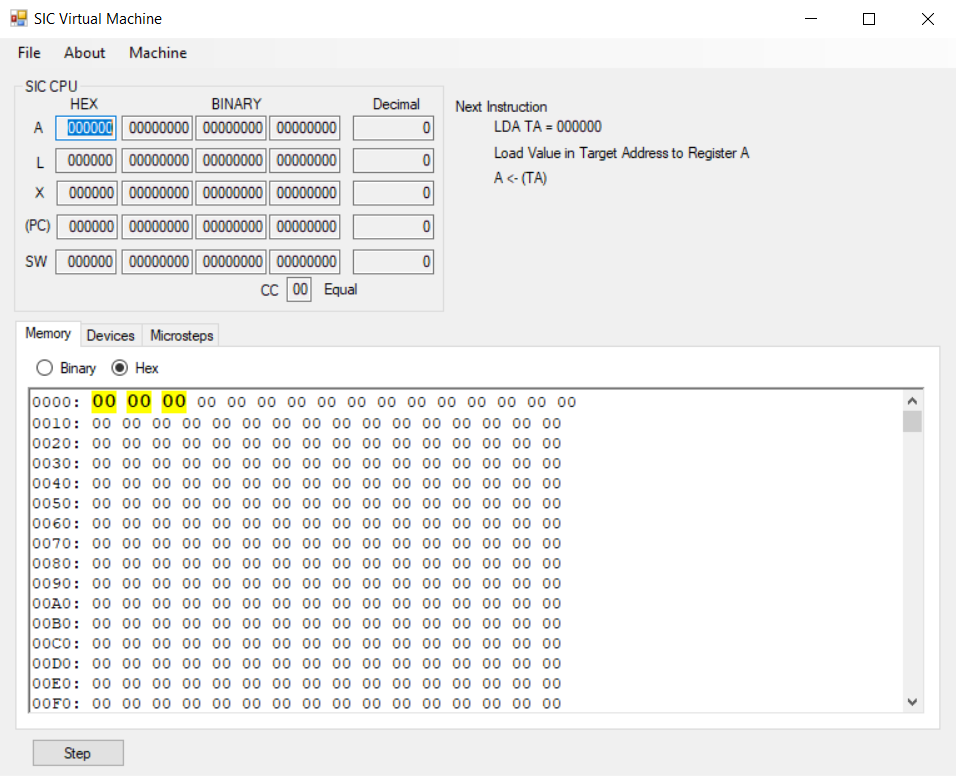 SIC Virtual Machine
File About Machine
SIC CPU
HEX BINARY Decimal
A 000000 00000000 00000000 00000000 0
L 000000 00000000 00000000 00000000 0
X 000000 00000000 00000000 00000000 0
(PC) 000000 00000000 00000000 00000000 0
SW 000000 00000000 00000000 00000000 0
CC 00 Equal
Next Instruction
LDA TA = 000000
Load Value in Target Address to Register A
A <- (TA)
Memory Devices Microsteps
Binary Hex
0000: 00 00 00 00 00 00 00 00 00 00 00 00 00 00 00 00
0010: 00 00 00 00 00 00 00 00 00 00 00 00 00 00 00 00
0020: 00 00 00 00 00 00 00 00 00 00 00 00 00 00 00 00
0030: 00 00 00 00 00 00 00 00 00 00 00 00 00 00 00 00
0040: 00 00 00 00 00 00 00 00 00 00 00 00 00 00 00 00
0050: 00 00 00 00 00 00 00 00 00 00 00 00 00 00 00 00
0060: 00 00 00 00 00 00 00 00 00 00 00 00 00 00 00 00
0070: 00 00 00 00 00 00 00 00 00 00 00 00 00 00 00 00
0080: 00 00 00 00 00 00 00 00 00 00 00 00 00 00 00 00
0090: 00 00 00 00 00 00 00 00 00 00 00 00 00 00 00 00
00A0: 00 00 00 00 00 00 00 00 00 00 00 00 00 00 00 00
00B0: 00 00 00 00 00 00 00 00 00 00 00 00 00 00 00 00
00C0: 00 00 00 00 00 00 00 00 00 00 00 00 00 00 00 00
00D0: 00 00 00 00 00 00 00 00 00 00 00 00 00 00 00 00
00E0: 00 00 00 00 00 00 00 00 00 00 00 00 00 00 00 00
00F0: 00 00 00 00 00 00 00 00 00 00 00 00 00 00 00 00
Step